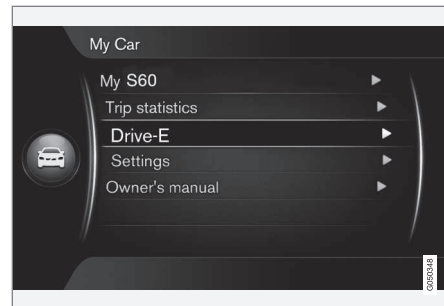 My Car
My S60
Trip statistics
Drive-E
Settings
Owner's manual
G050348